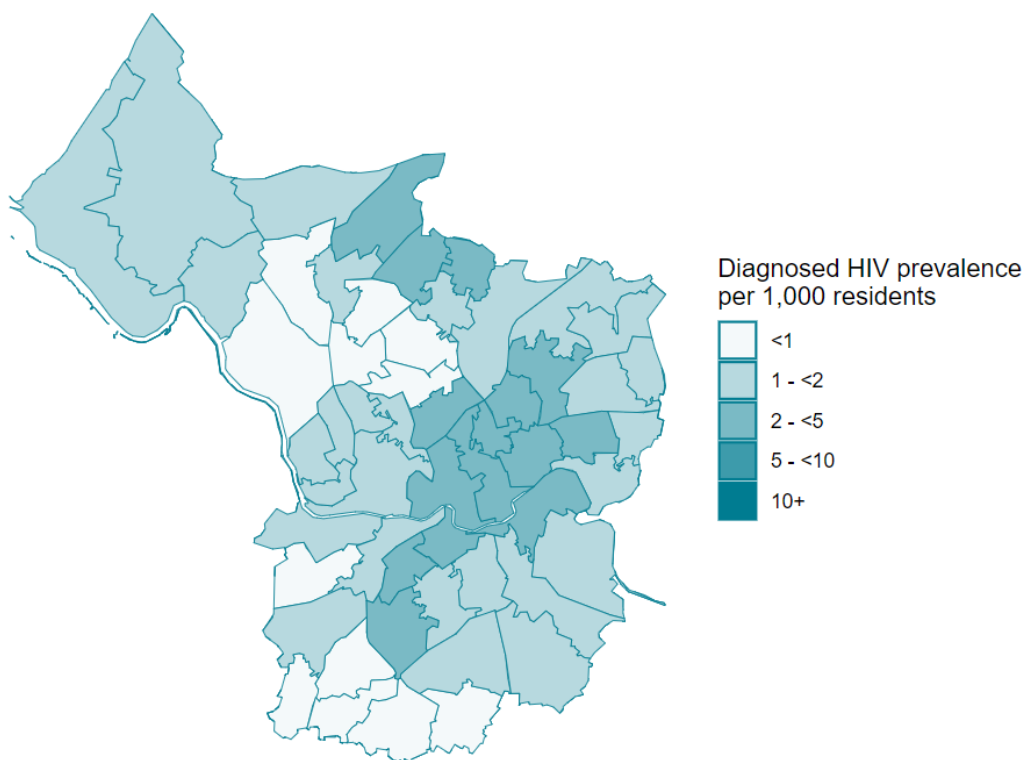 Diagnosed HIV prevalence
per 1,000 residents
<1
1 - <2
2 - <5
5 - <10
10+